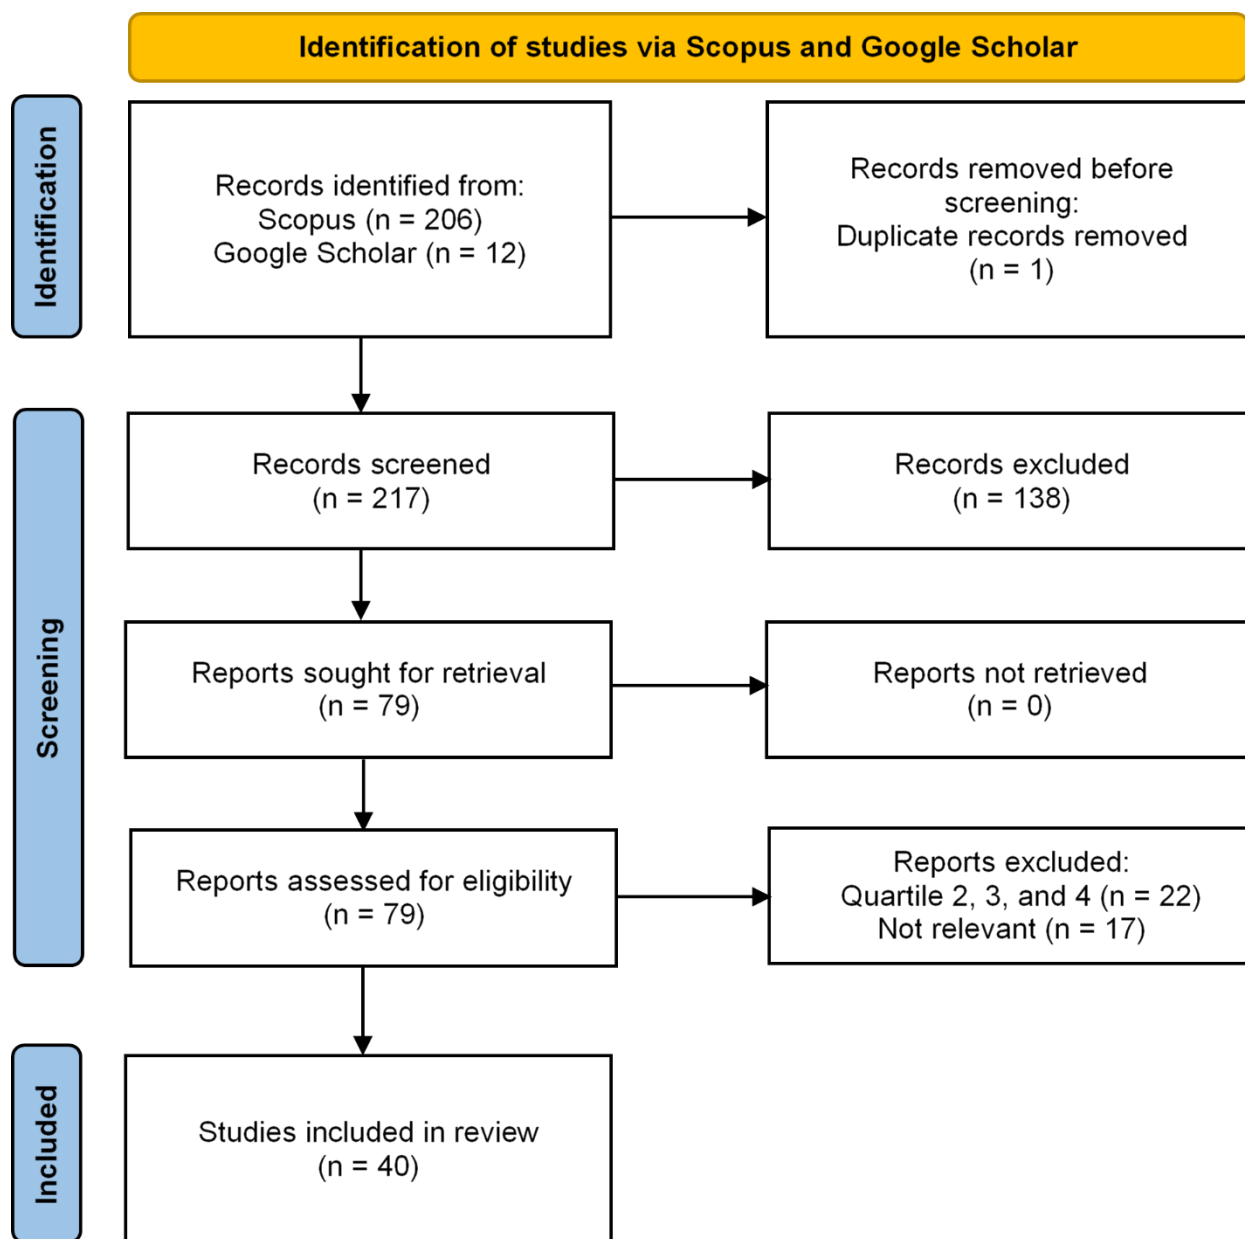 Identification of studies via Scopus and Google Scholar
Identification
Records identified from:
Scopus (n = 206)
Google Scholar (n = 12)
Records removed before
screening:
Duplicate records removed
(n = 1)
Screening
Records screened
(n = 217)
Records excluded
(n = 138)
Reports sought for retrieval
(n = 79)
Reports not retrieved
(n = 0)
Reports assessed for eligibility
(n = 79)
Reports excluded:
Quartile 2, 3, and 4 (n = 22)
Not relevant (n = 17)
Included
Studies included in review
(n = 40)